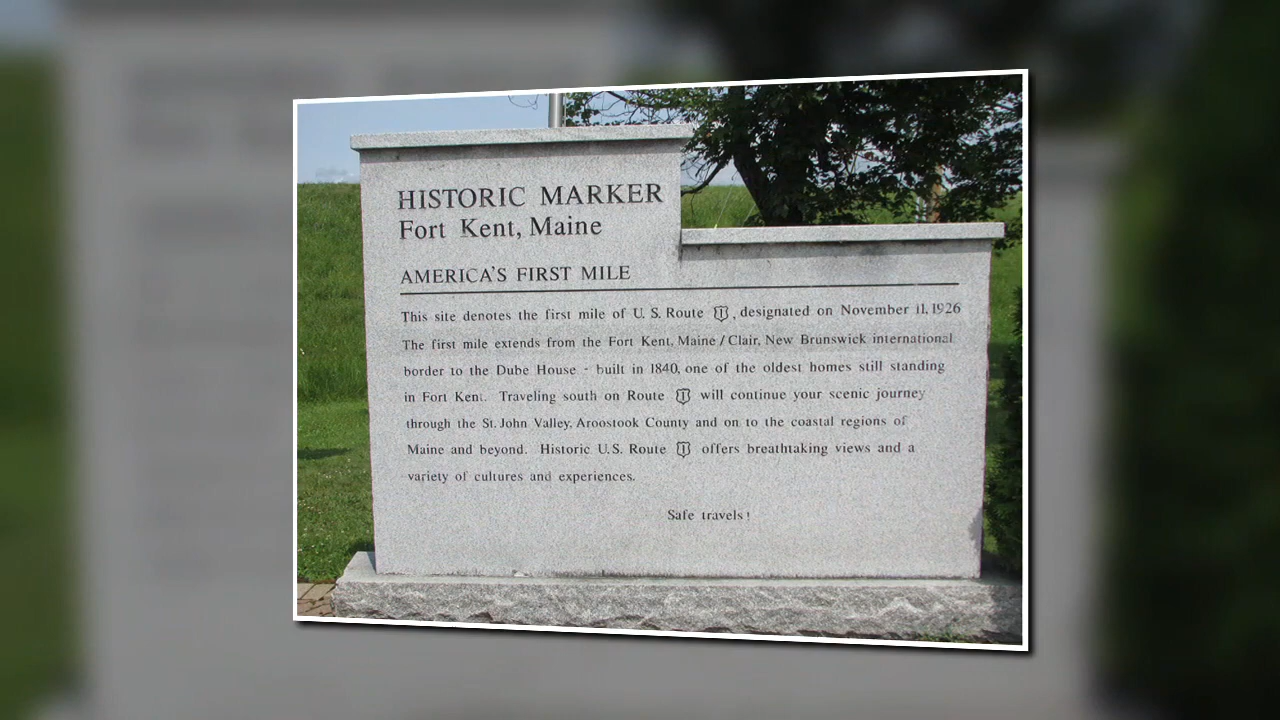 HISTORIC MARKER
Fort Kent, Maine
AMERICA'S FIRST MILE
This site denotes the first mile of U. S. Route 1, designated on November 11, 1926
The first mile extends from the Fort Kent, Maine / Clair, New Brunswick international
border to the Dube House - built in 1840, one of the oldest homes still standing
in Fort Kent. Traveling south on Route 1 will continue your scenic journey
through the St. John Valley, Aroostook County and on to the coastal regions of
Maine and beyond. Historic U.S. Route 1 offers breathtaking views and a
variety of cultures and experiences.
Safe travels!